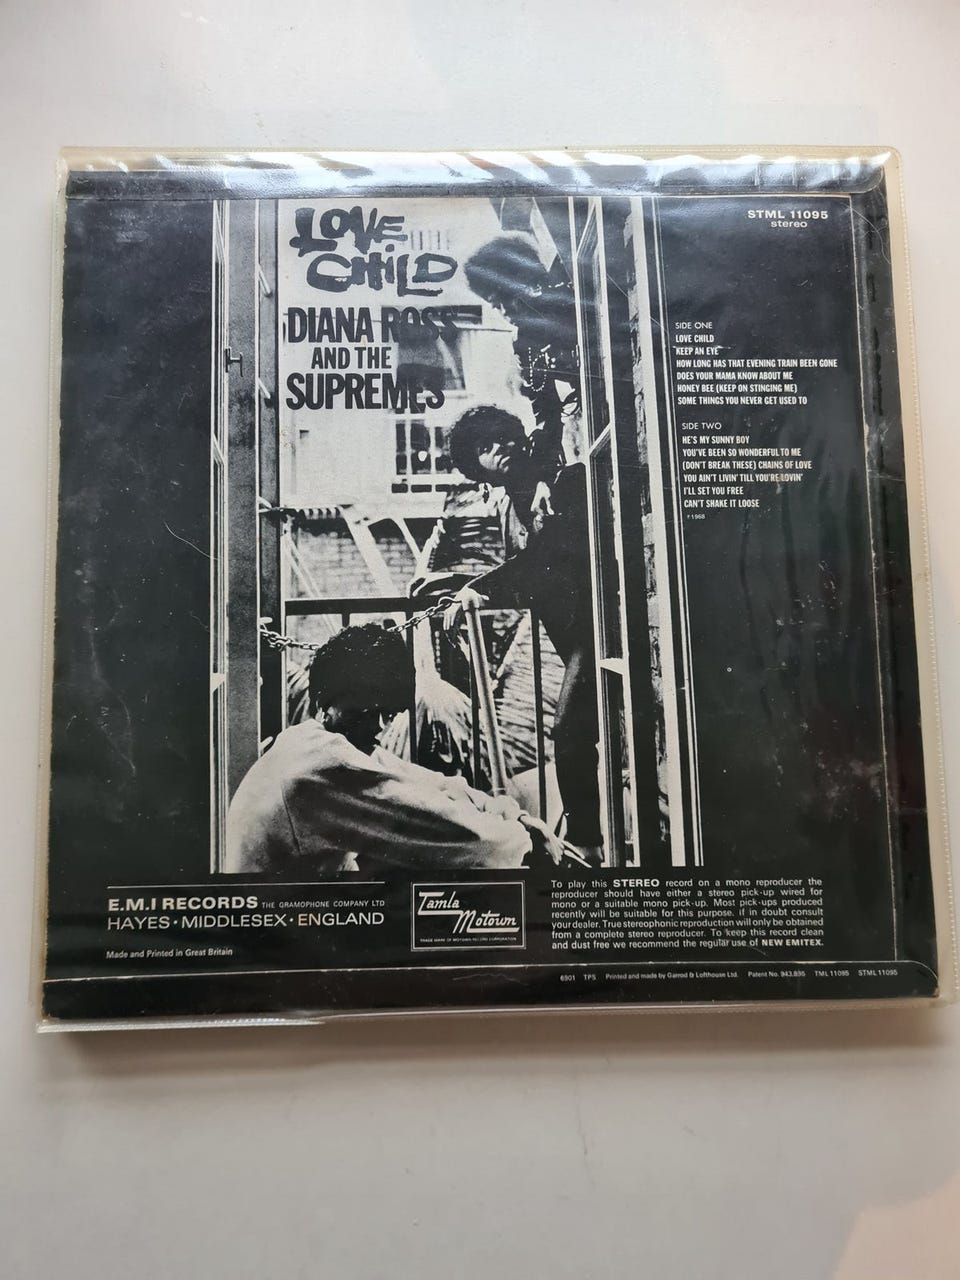 LOVE
CHILD
DIANA ROSS
AND THE
SUPREMES
STML 11095
stereo
SIDE ONE
LOVE CHILD
KEEP AN EYE
HOW LONG HAS THAT EVENING TRAIN BEEN GONE
DOES YOUR MAMA KNOW ABOUT ME
HONEY BEE (KEEP ON STINGING ME)
SOME THINGS YOU NEVER GET USED TO
SIDE TWO
HE'S MY SUNNY BOY
YOU'VE BEEN SO WONDERFUL TO ME
(DON'T BREAK THESE) CHAINS OF LOVE
YOU AIN'T LIVIN' TILL YOU'RE LOVIN'
I'LL SET YOU FREE
CAN'T SHAKE IT LOOSE
P 1968
E.M.I RECORDS THE GRAMOPHONE COMPANY LTD
HAYES • MIDDLESEX • ENGLAND
Made and Printed in Great Britain
Tamla
Motown
TRADE MARK OF MOTOWN RECORD CORPORATION
To play this STEREO record on a mono reproducer the
reproducer should have either a stereo pick-up wired for
mono or a suitable mono pick-up. Most pick-ups produced
recently will be suitable for this purpose. If in doubt consult
your dealer. True stereophonic reproduction will only be obtained
from a complete stereo reproducer. To keep this record clean
and dust free we recommend the regular use of NEW EMITEX.
6901 TPS Printed and made by Garrod & Lofthouse Ltd. Patent No. 943,895 TML 11095 STML 11095